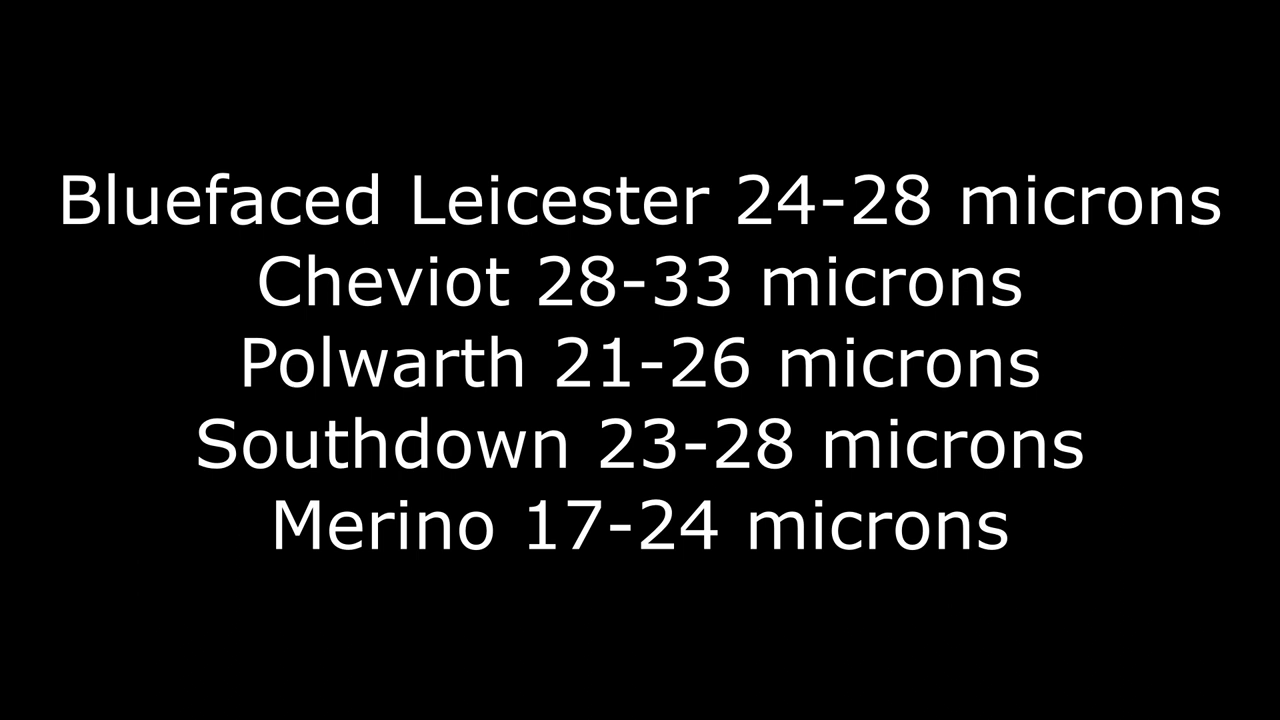 Bluefaced Leicester 24-28 microns
Cheviot 28-33 microns
Polwarth 21-26 microns
Southdown 23-28 microns
Merino 17-24 microns